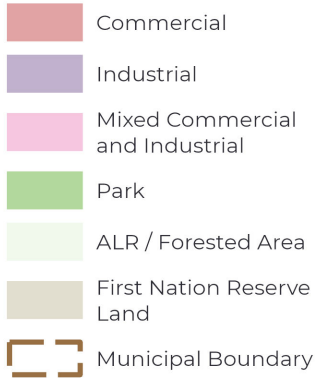 Commercial
Industrial
Mixed Commercial
and Industrial
Park
ALR / Forested Area
First Nation Reserve
Land
Municipal Boundary